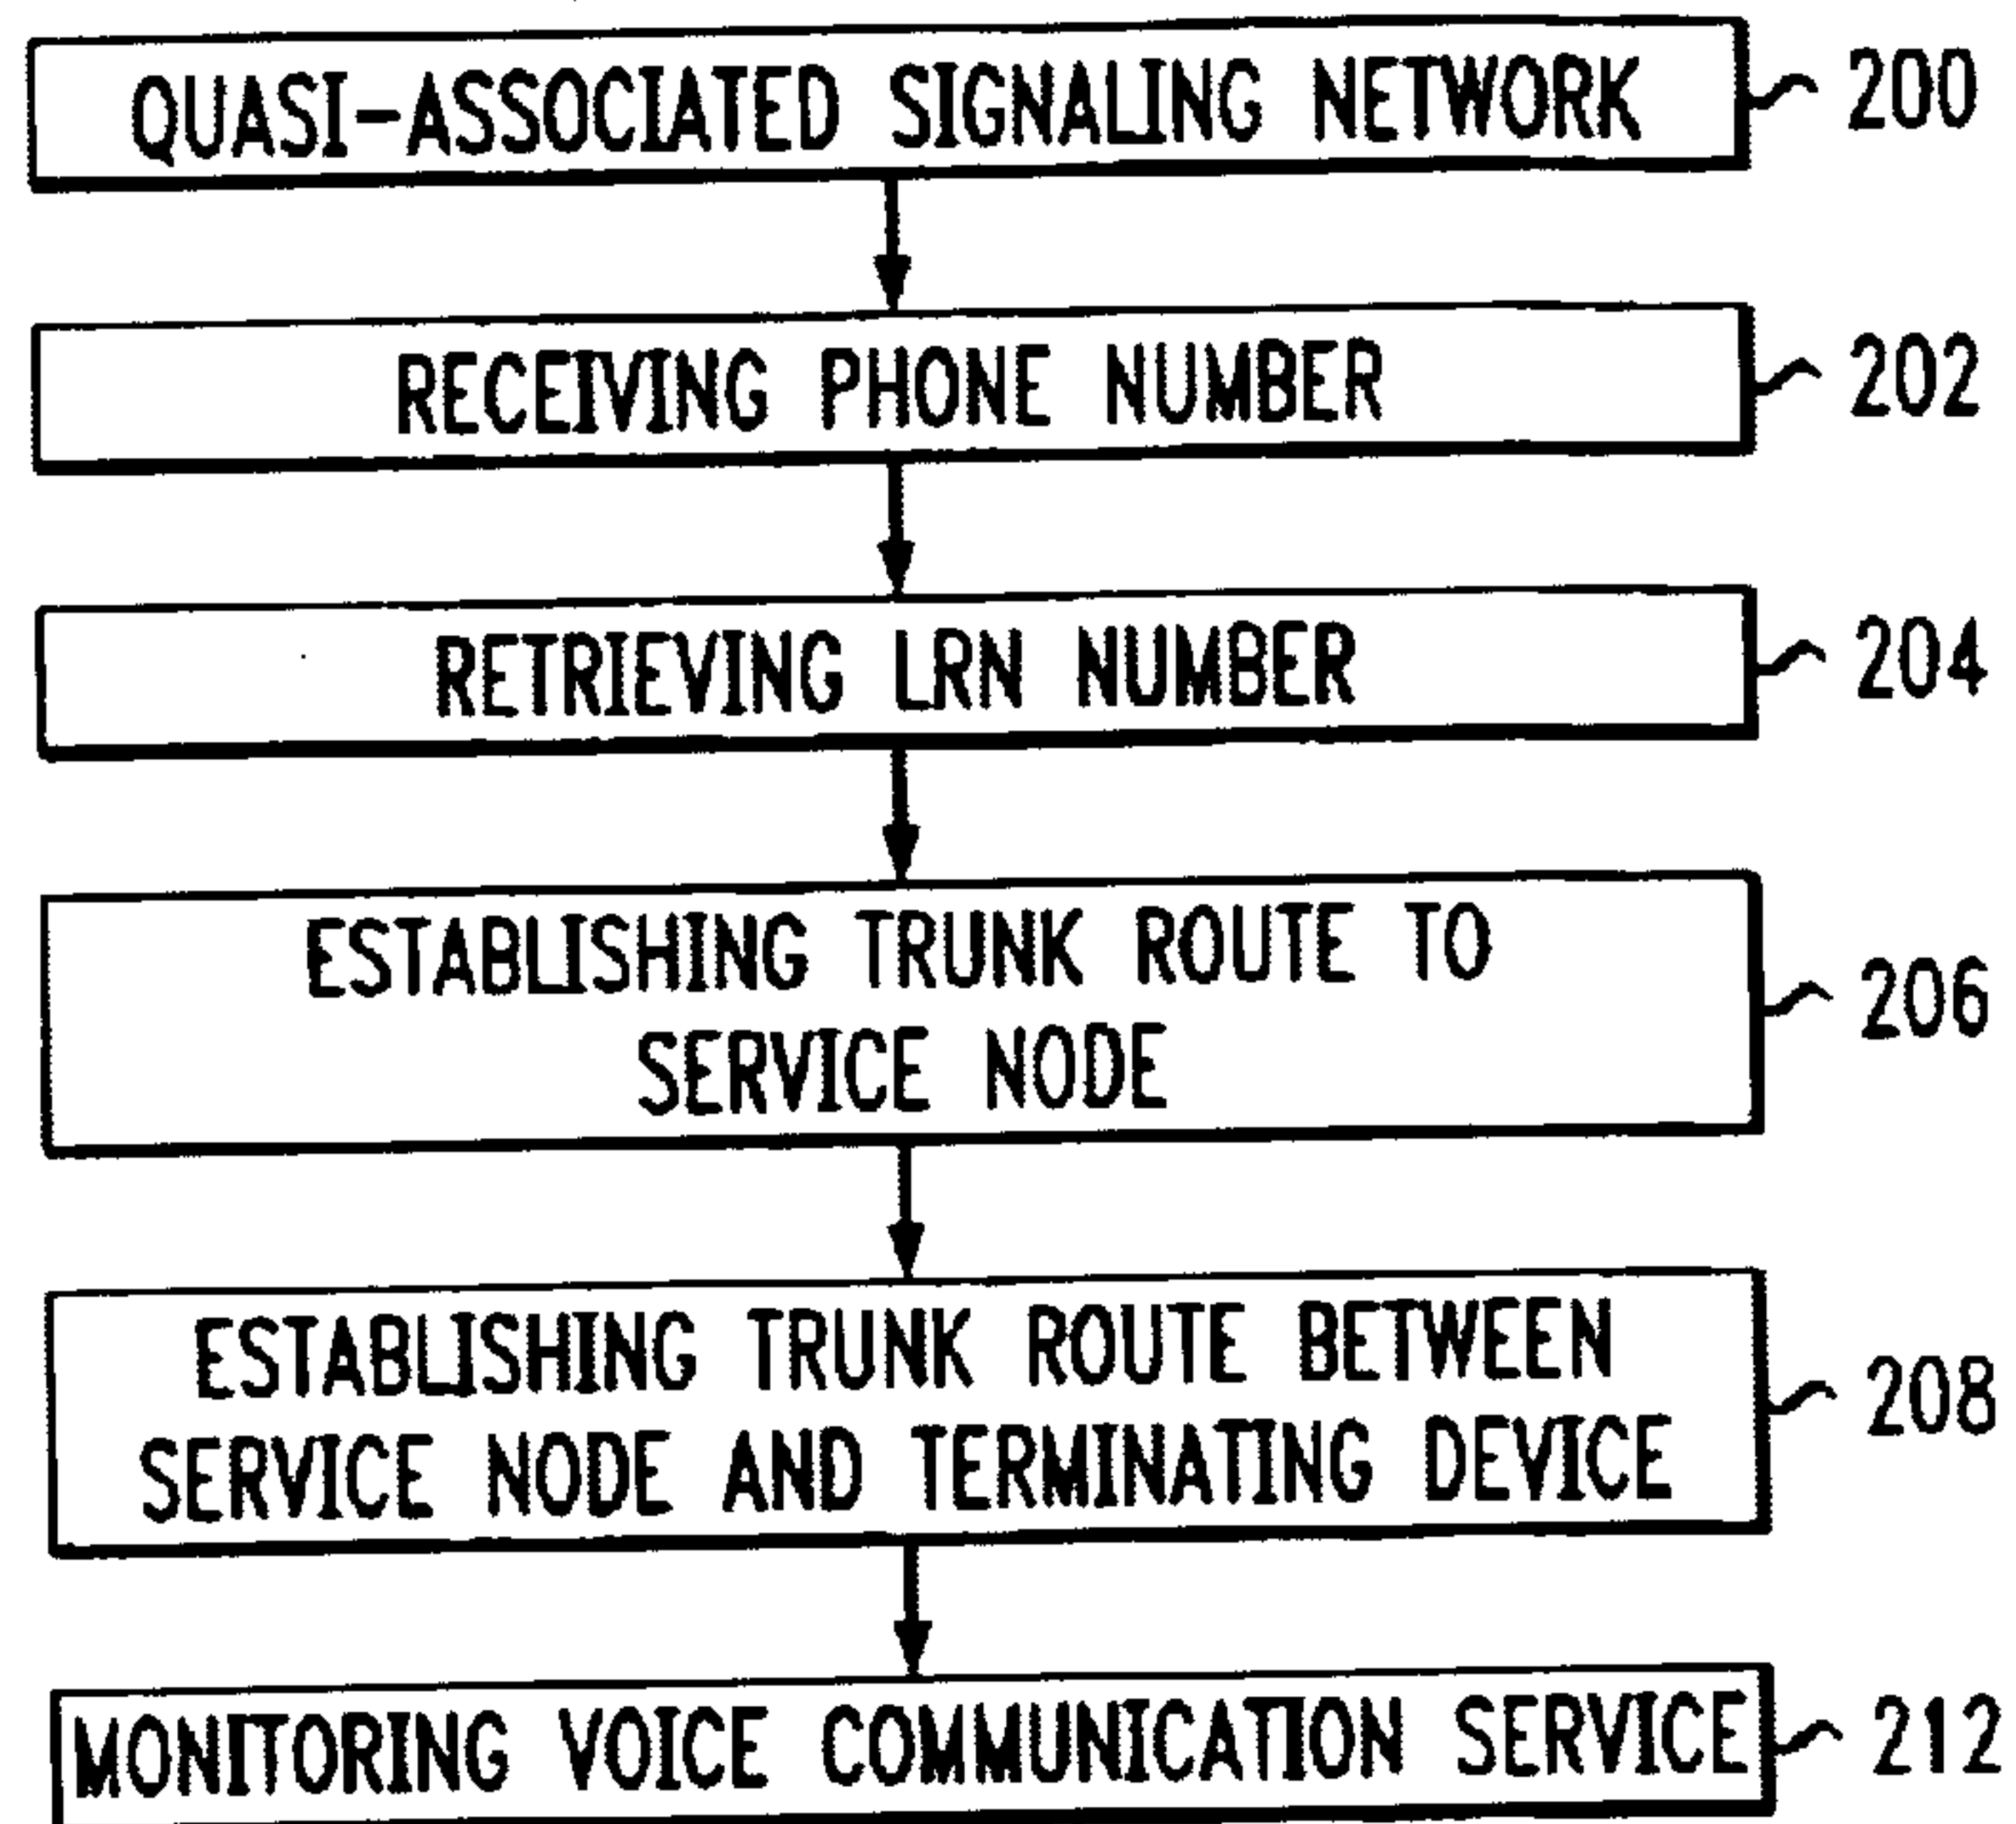 QUASI-ASSOCIATED SIGNALING NETWORK 200
RECEIVING PHONE NUMBER 202
RETRIEVING LRN NUMBER 204
ESTABLISHING TRUNK ROUTE TO
SERVICE NODE
206
ESTABLISHING TRUNK ROUTE BETWEEN
SERVICE NODE AND TERMINATING DEVICE
208
MONITORING VOICE COMMUNICATION SERVICE 212